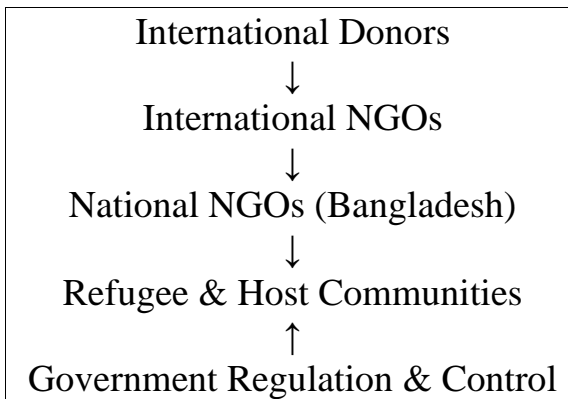 International Donors
↓
International NGOs
↓
National NGOs (Bangladesh)
↓
Refugee & Host Communities
↑
Government Regulation & Control